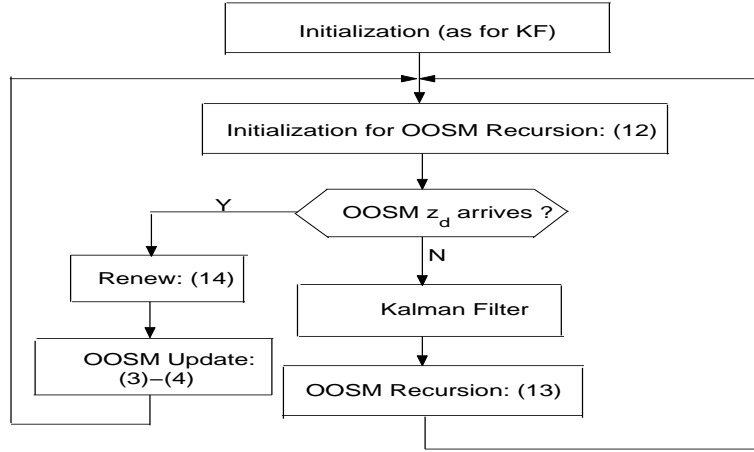 Initialization (as for KF)
Initialization for OOSM Recursion: (12)
OOSM z_d arrives ?
Y
N
Renew: (14)
Kalman Filter
OOSM Update:
(3)−(4)
OOSM Recursion: (13)